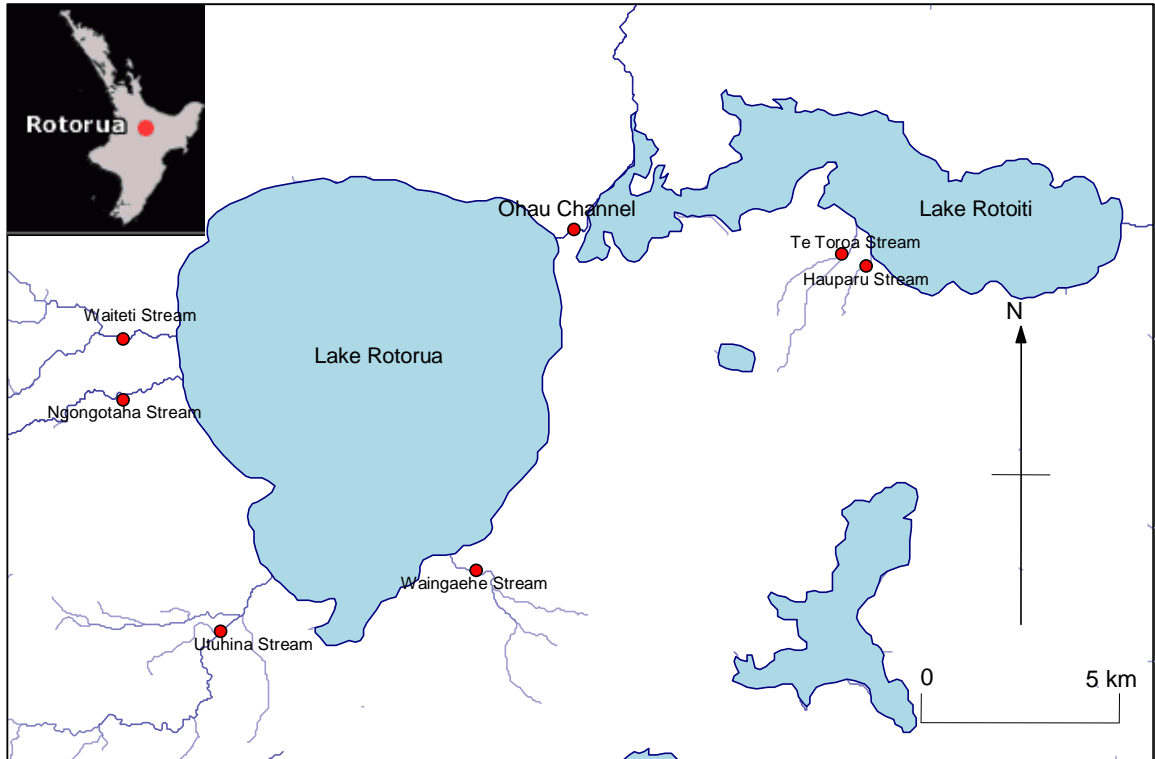 Rotorua
Ohau Channel
Lake Rotoiti
Te Toroa Stream
Hauparu Stream
Waiteti Stream
N
Lake Rotorua
Ngongotaha Stream
Waingaehe Stream
Utuhina Stream
0 5 km